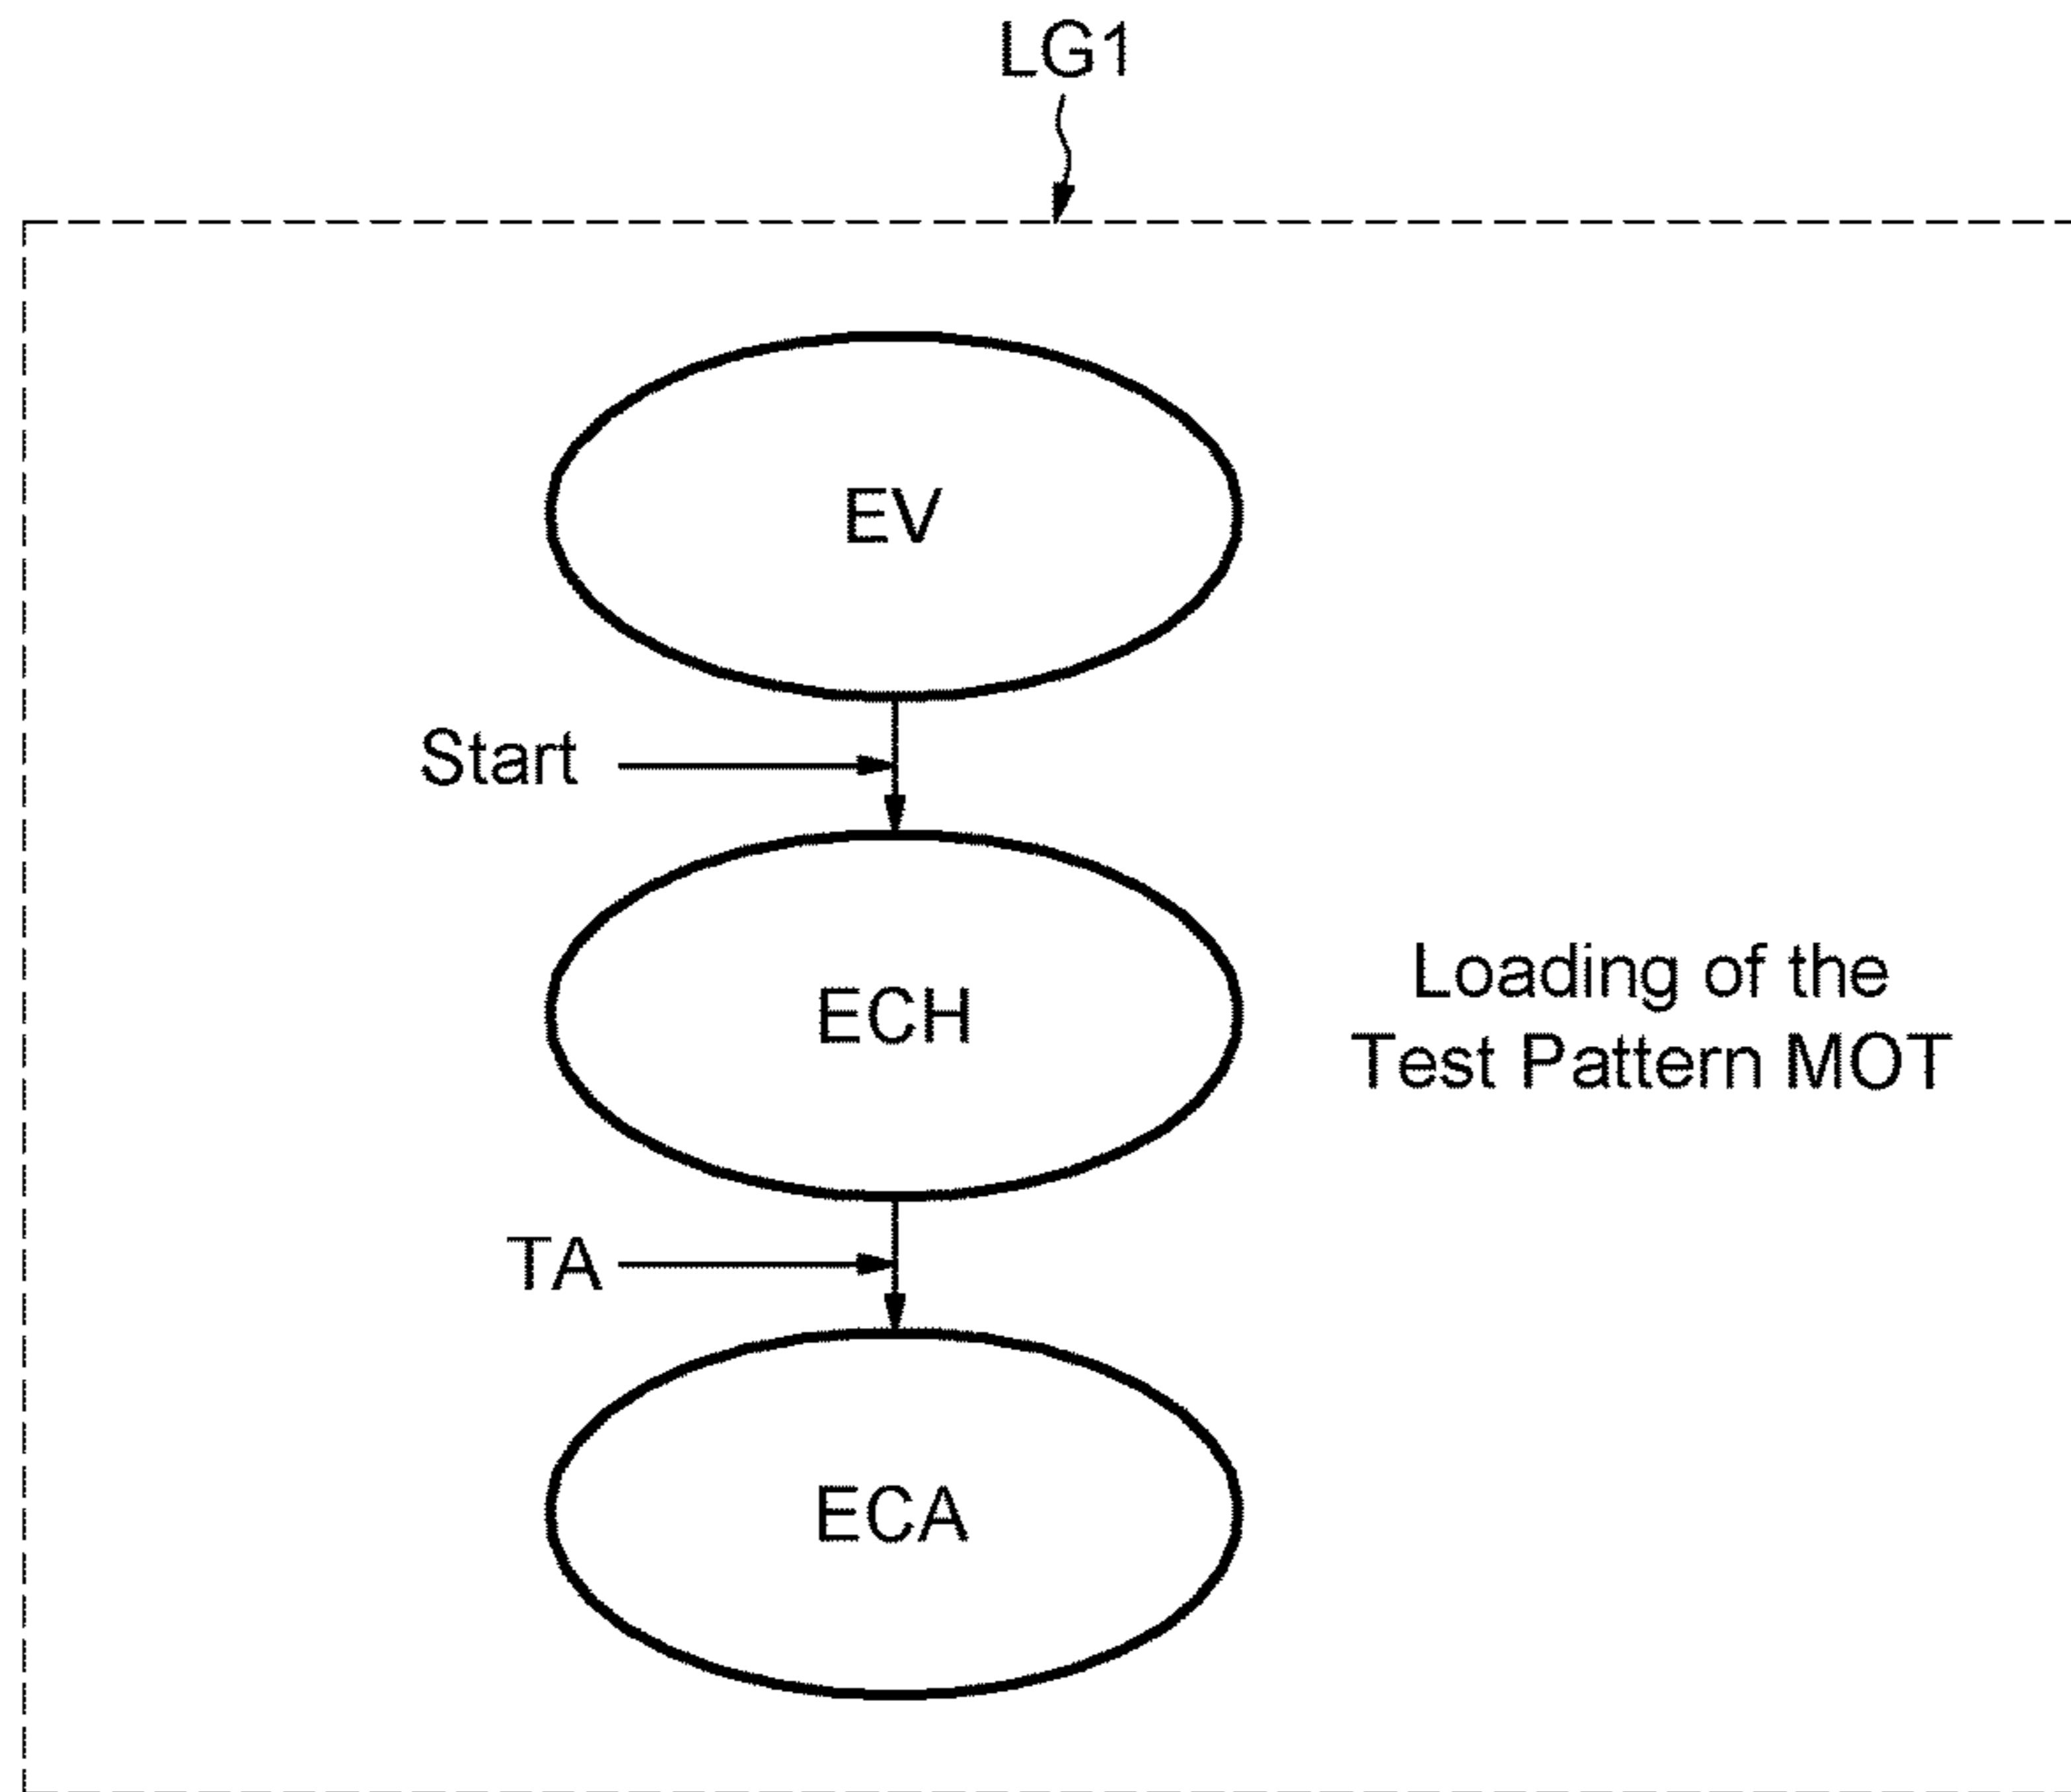 LG1
EV
Start
ECH
Loading of the
Test Pattern MOT
TA
ECA